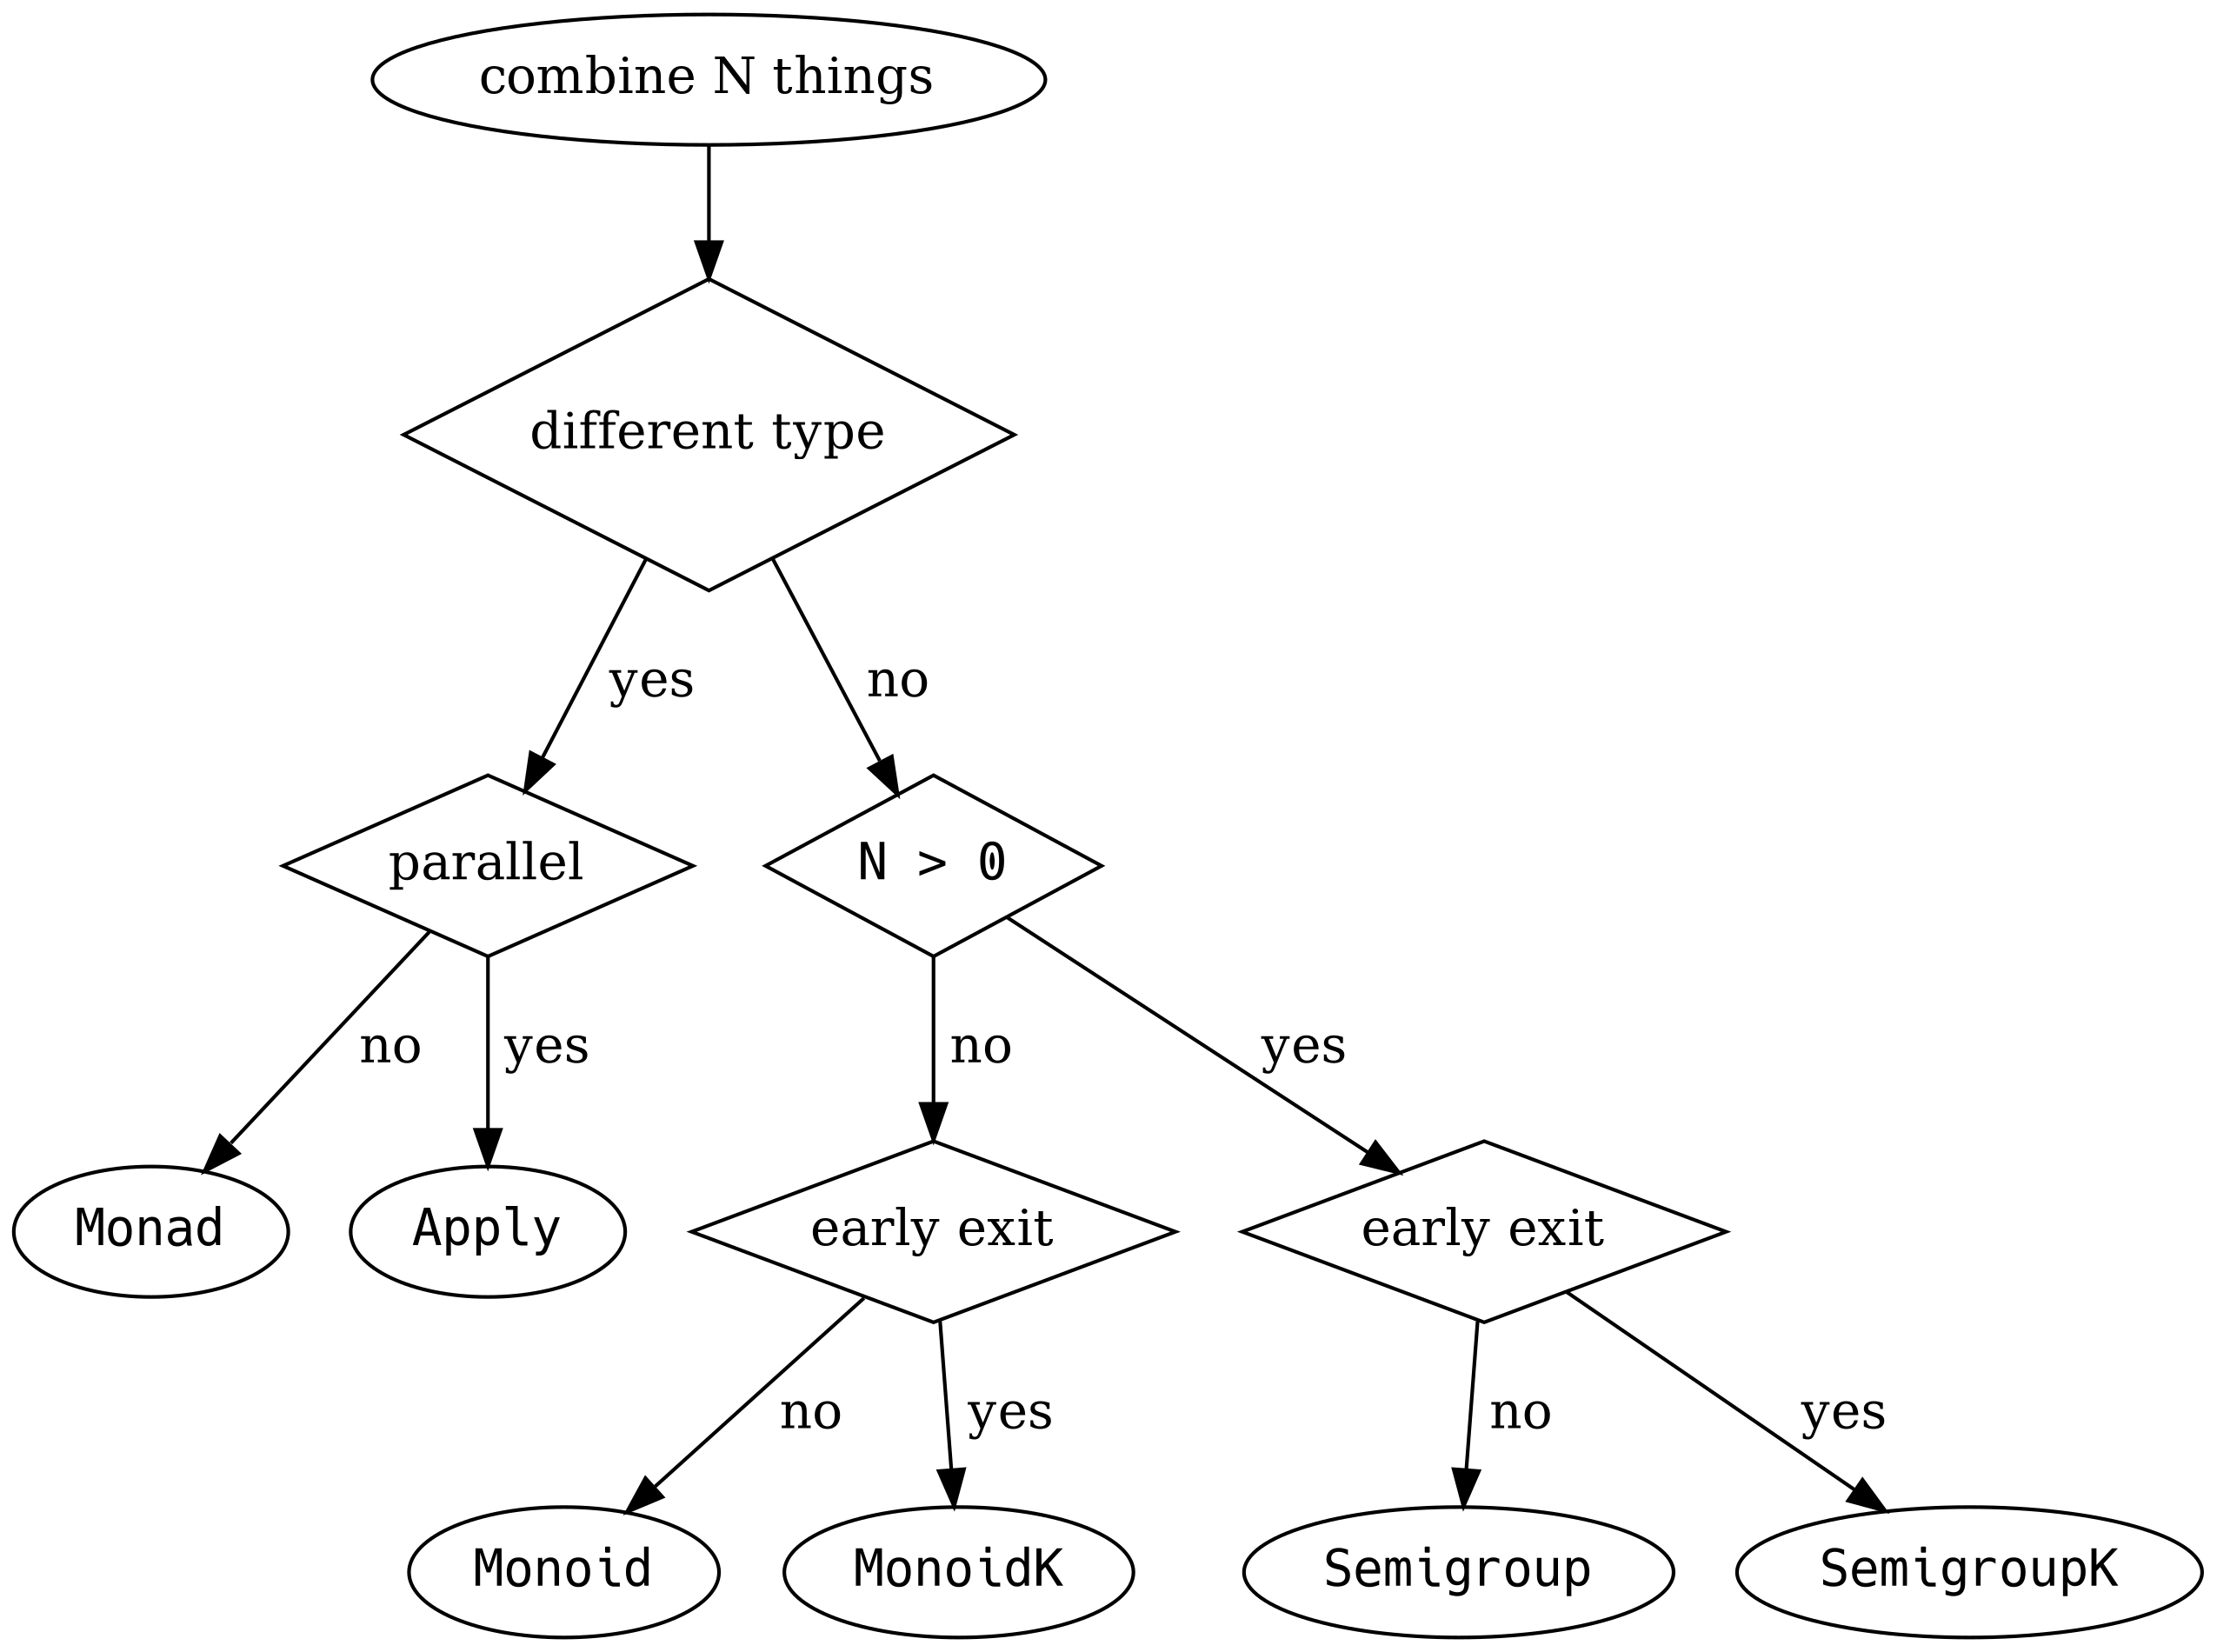 combine N things
different type
yes
no
parallel
N > 0
no
yes
no
yes
Monad
Apply
early exit
early exit
no
yes
no
yes
Monoid
MonoidK
Semigroup
SemigroupK